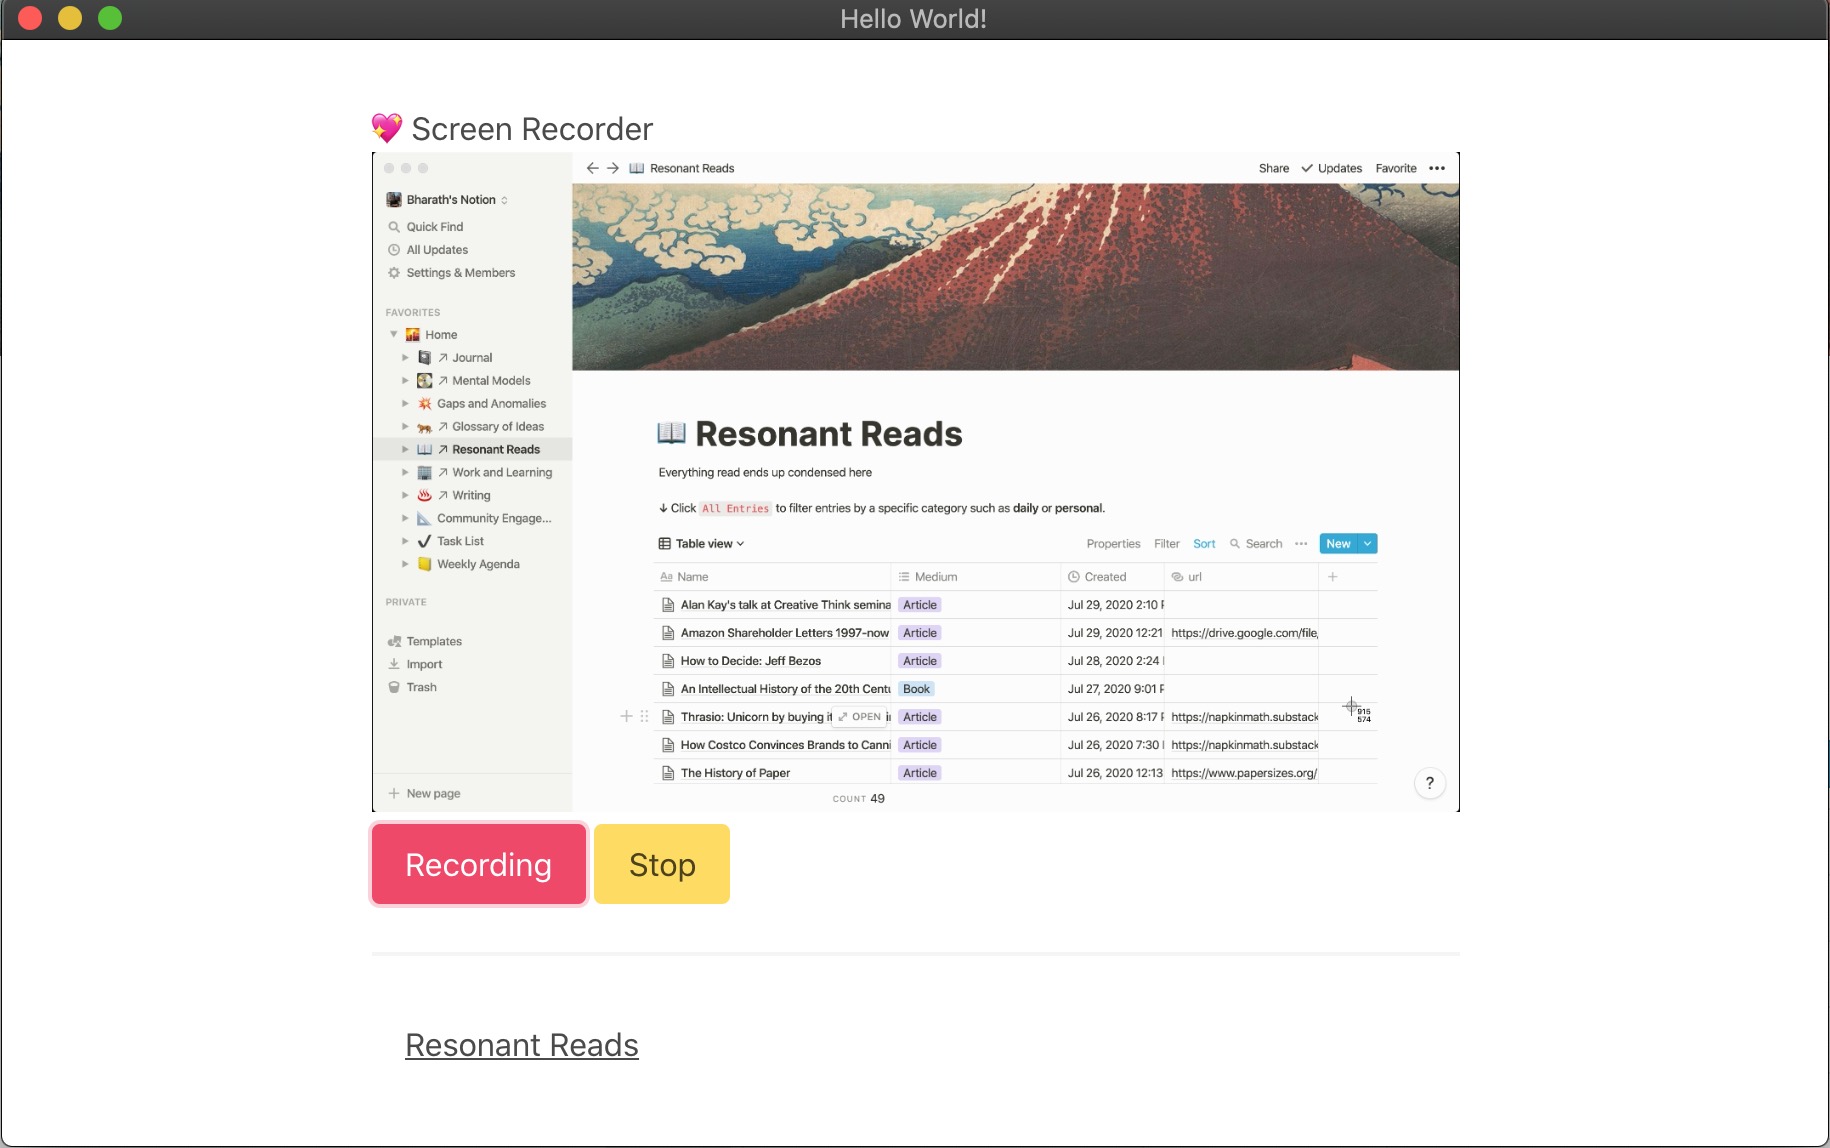 Hello World!
💖 Screen Recorder
Resonant Reads
Share Updates Favorite •••
Bharath's Notion
Quick Find
All Updates
Settings & Members
FAVORITES
Home
Journal
Mental Models
Gaps and Anomalies
Glossary of Ideas
Resonant Reads
Work and Learning
Writing
Community Engage...
Task List
Weekly Agenda
PRIVATE
Templates
Import
Trash
New page
Resonant Reads
Everything read ends up condensed here
↓ Click All Entries to filter entries by a specific category such as daily or personal.
Table view Properties Filter Sort Search ••• New
Aa Name Medium Created url +
Alan Kay's talk at Creative Think semina Article Jul 29, 2020 2:10
Amazon Shareholder Letters 1997-now Article Jul 29, 2020 12:21 https://drive.google.com/file/
How to Decide: Jeff Bezos Article Jul 28, 2020 2:24
An Intellectual History of the 20th Centu Book Jul 27, 2020 9:01
Thrasio: Unicorn by buying it OPEN Article Jul 26, 2020 8:17 https://napkinmath.substack
915
574
How Costco Convinces Brands to Canni Article Jul 26, 2020 7:30 https://napkinmath.substack
The History of Paper Article Jul 26, 2020 12:13 https://www.papersizes.org/
COUNT 49
?
Recording Stop
Resonant Reads